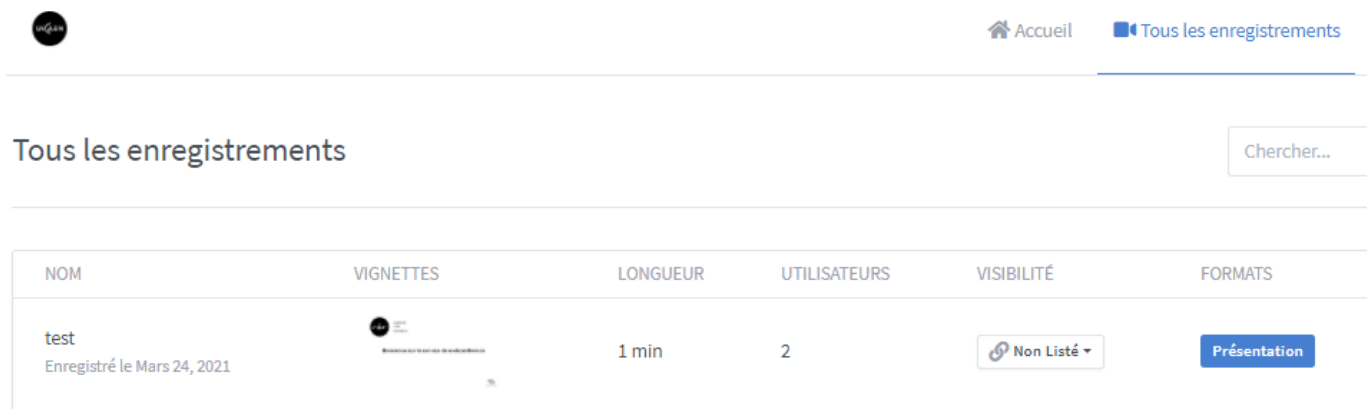 Accueil
Tous les enregistrements
Tous les enregistrements
Chercher...
NOM VIGNETTES LONGUEUR UTILISATEURS VISIBILITÉ FORMATS
test 1 min 2 Non Listé Présentation
Enregistré le Mars 24, 2021